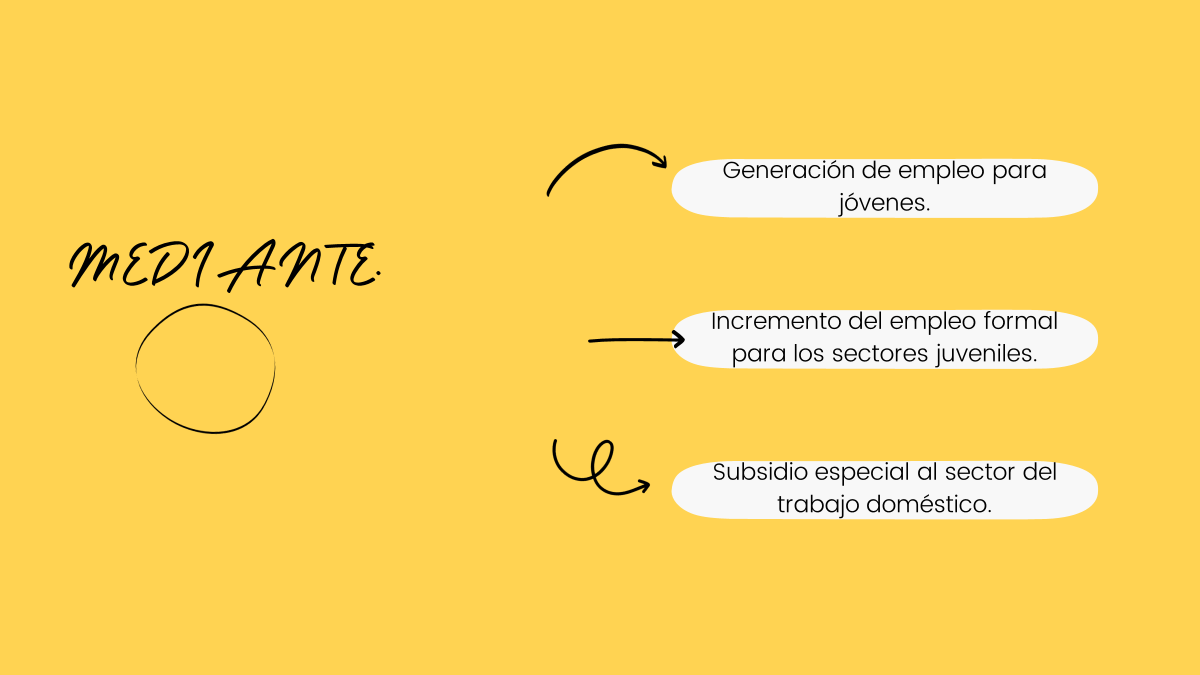 MEDIANTE.
Generación de empleo para
jóvenes.
Incremento del empleo formal
para los sectores juveniles.
Subsidio especial al sector del
trabajo doméstico.